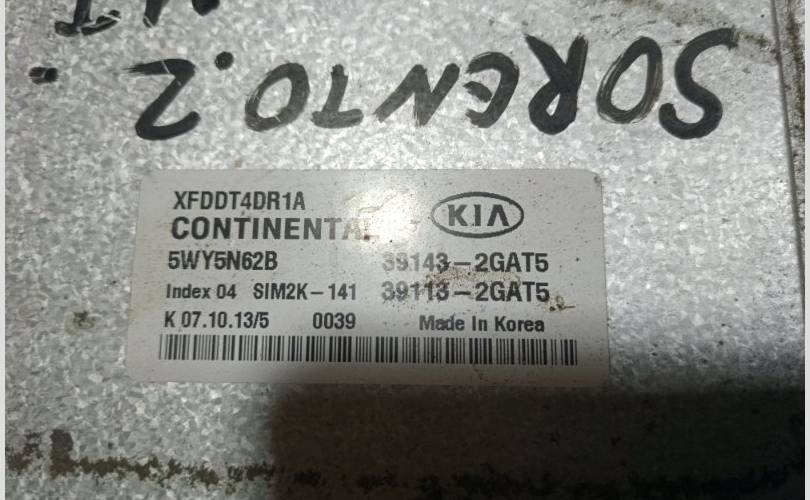 SORENTO.2
XFDDT4DR1A
CONTINENTAL
KIA
5WY5N62B 39143-2GAT5
Index 04 SIM2K-141 39113-2GAT5
K 07.10.13/5 0039 Made In Korea